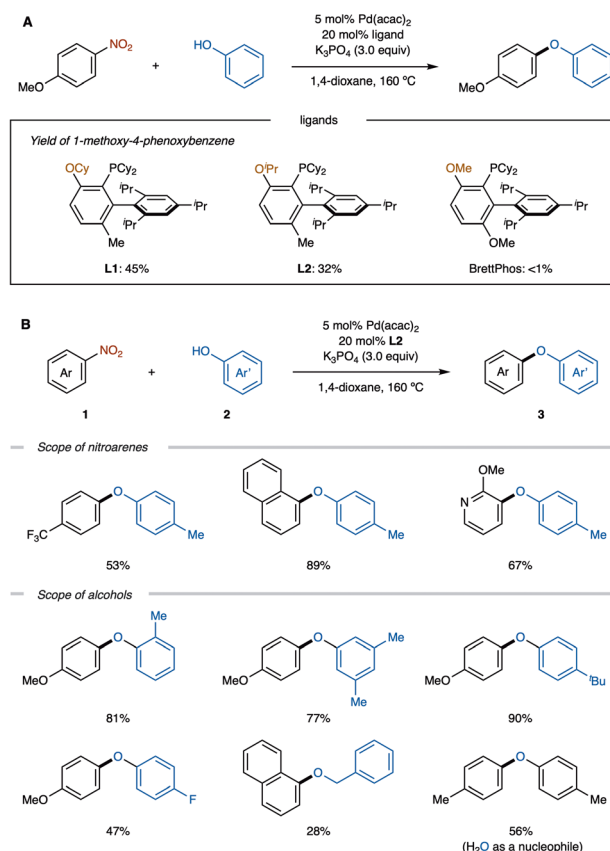 A
5 mol% Pd(acac)2
20 mol% ligand
K3PO4 (3.0 equiv)
1,4-dioxane, 160 ºC
NO2
MeO
+
HO
O
MeO
ligands
Yield of 1-methoxy-4-phenoxybenzene
OCy
PCy2
iPr
iPr
iPr
Me
L1: 45%
OiPr
PCy2
iPr
iPr
iPr
Me
L2: 32%
OMe
PCy2
iPr
iPr
iPr
OMe
BrettPhos: <1%
B
5 mol% Pd(acac)2
20 mol% L2
K3PO4 (3.0 equiv)
1,4-dioxane, 160 ºC
NO2
Ar
1
+
HO
Ar'
2
O
Ar
Ar'
3
Scope of nitroarenes
O
F3C
Me
53%
O
Me
89%
OMe
N
O
Me
67%
Scope of alcohols
Me
O
MeO
81%
O
Me
MeO
Me
77%
O
MeO
tBu
90%
O
MeO
F
47%
O
28%
O
Me
Me
56%
(H2O as a nucleophile)